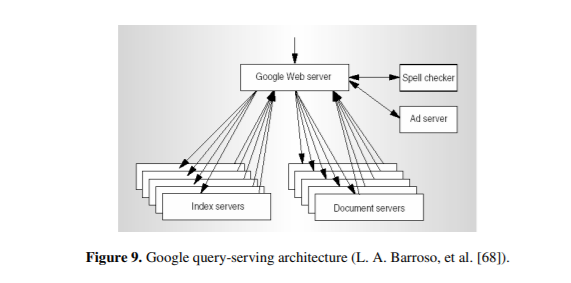 Google Web server
Spell checker
Ad server
Index servers
Document servers
Figure 9. Google query-serving architecture (L. A. Barroso, et al. [68]).